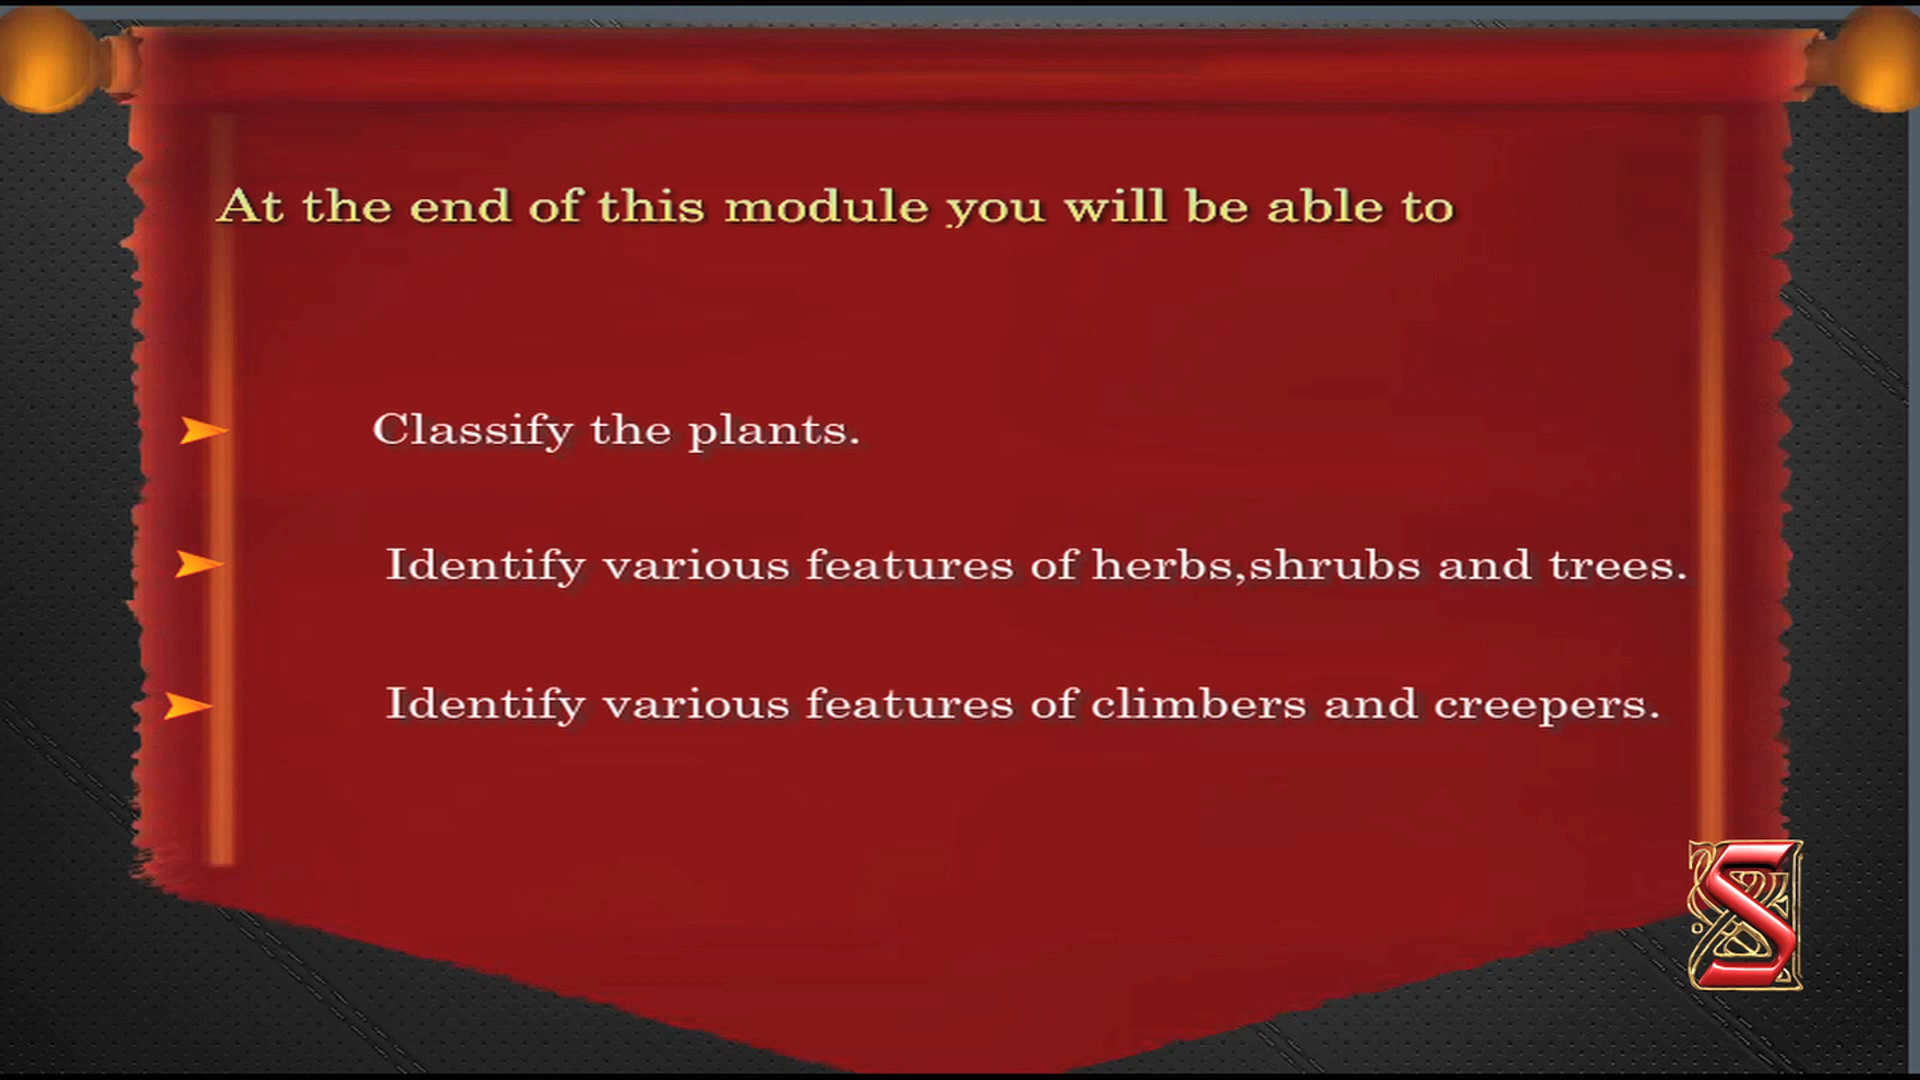 At the end of this module you will be able to
Classify the plants.
Identify various features of herbs,shrubs and trees.
Identify various features of climbers and creepers.
S